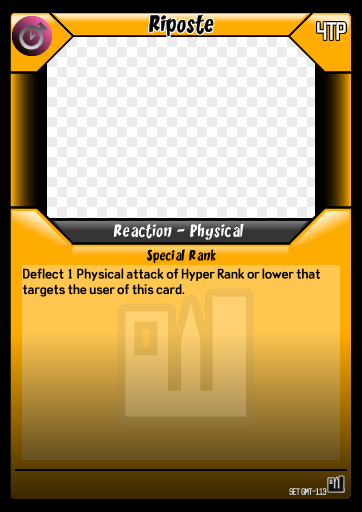 Riposte
4TP
Reaction - Physical
Special Rank
Deflect 1 Physical attack of Hyper Rank or lower that
targets the user of this card.
SET GMT-113